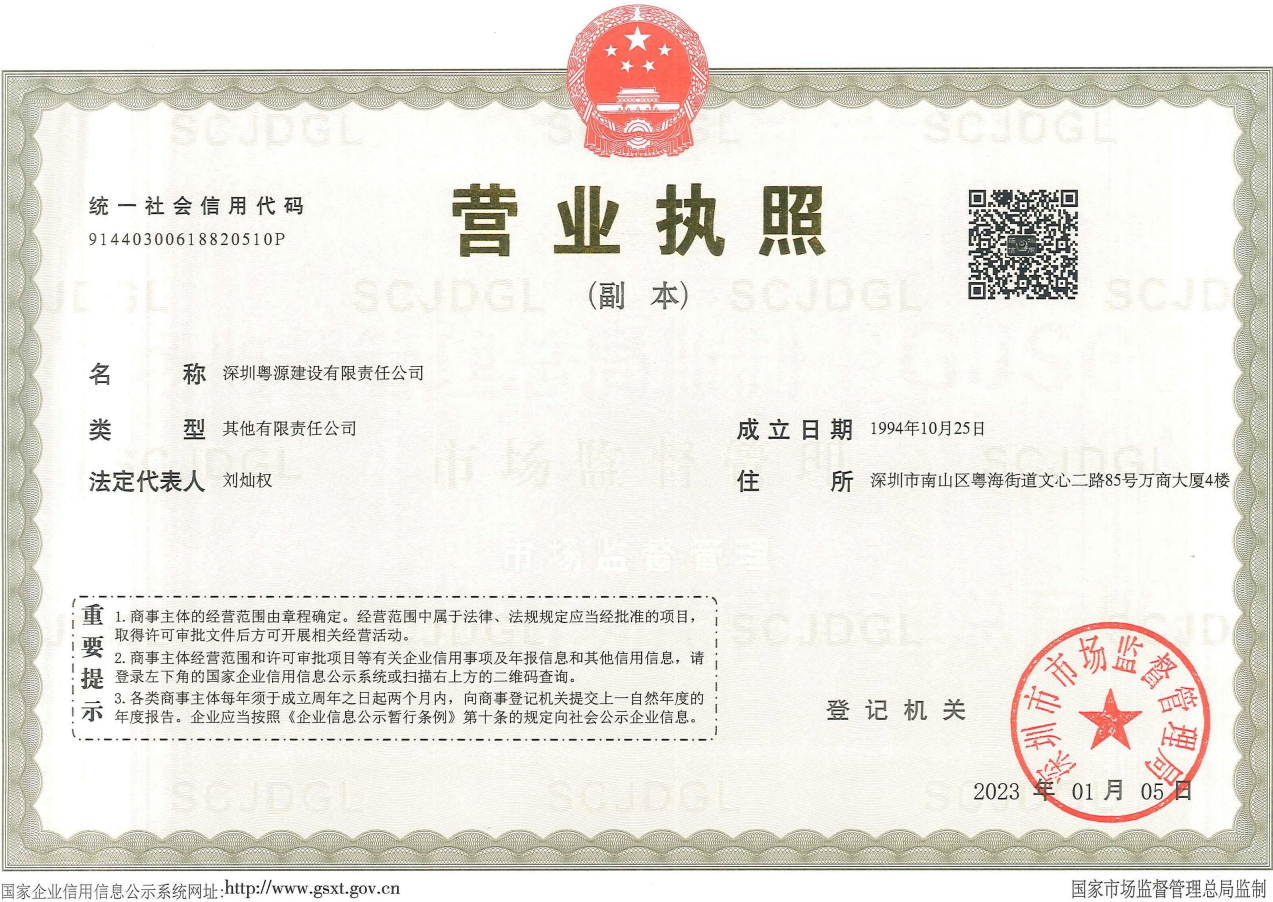 统一社会信用代码
91440300618820510P
营业执照
(副 本)
名 称 深圳粤源建设有限责任公司
类 型 其他有限责任公司
成立日期 1994年10月25日
法定代表人 刘灿权
住 所 深圳市南山区粤海街道文心二路85号万商大厦4楼
重要提示
1. 商事主体的经营范围由章程确定。经营范围中属于法律、法规规定应当经批准的项目，
取得许可审批文件后方可开展相关经营活动。
2. 商事主体经营范围和许可审批项目等有关企业信用事项及年报信息和其他信用信息，请
登录左下角的国家企业信用信息公示系统或扫描右上方的二维码查询。
3. 各类商事主体每年须于成立周年之日起两个月内，向商事登记机关提交上一自然年度的
年度报告。企业应当按照《企业信息公示暂行条例》第十条的规定向社会公示企业信息。
登记机关
深圳市市场监督管理局
2023 年 01 月 05 日
国家企业信用信息公示系统网址:http://www.gsxt.gov.cn
国家市场监督管理总局监制
SCJDGL
市场监督管理